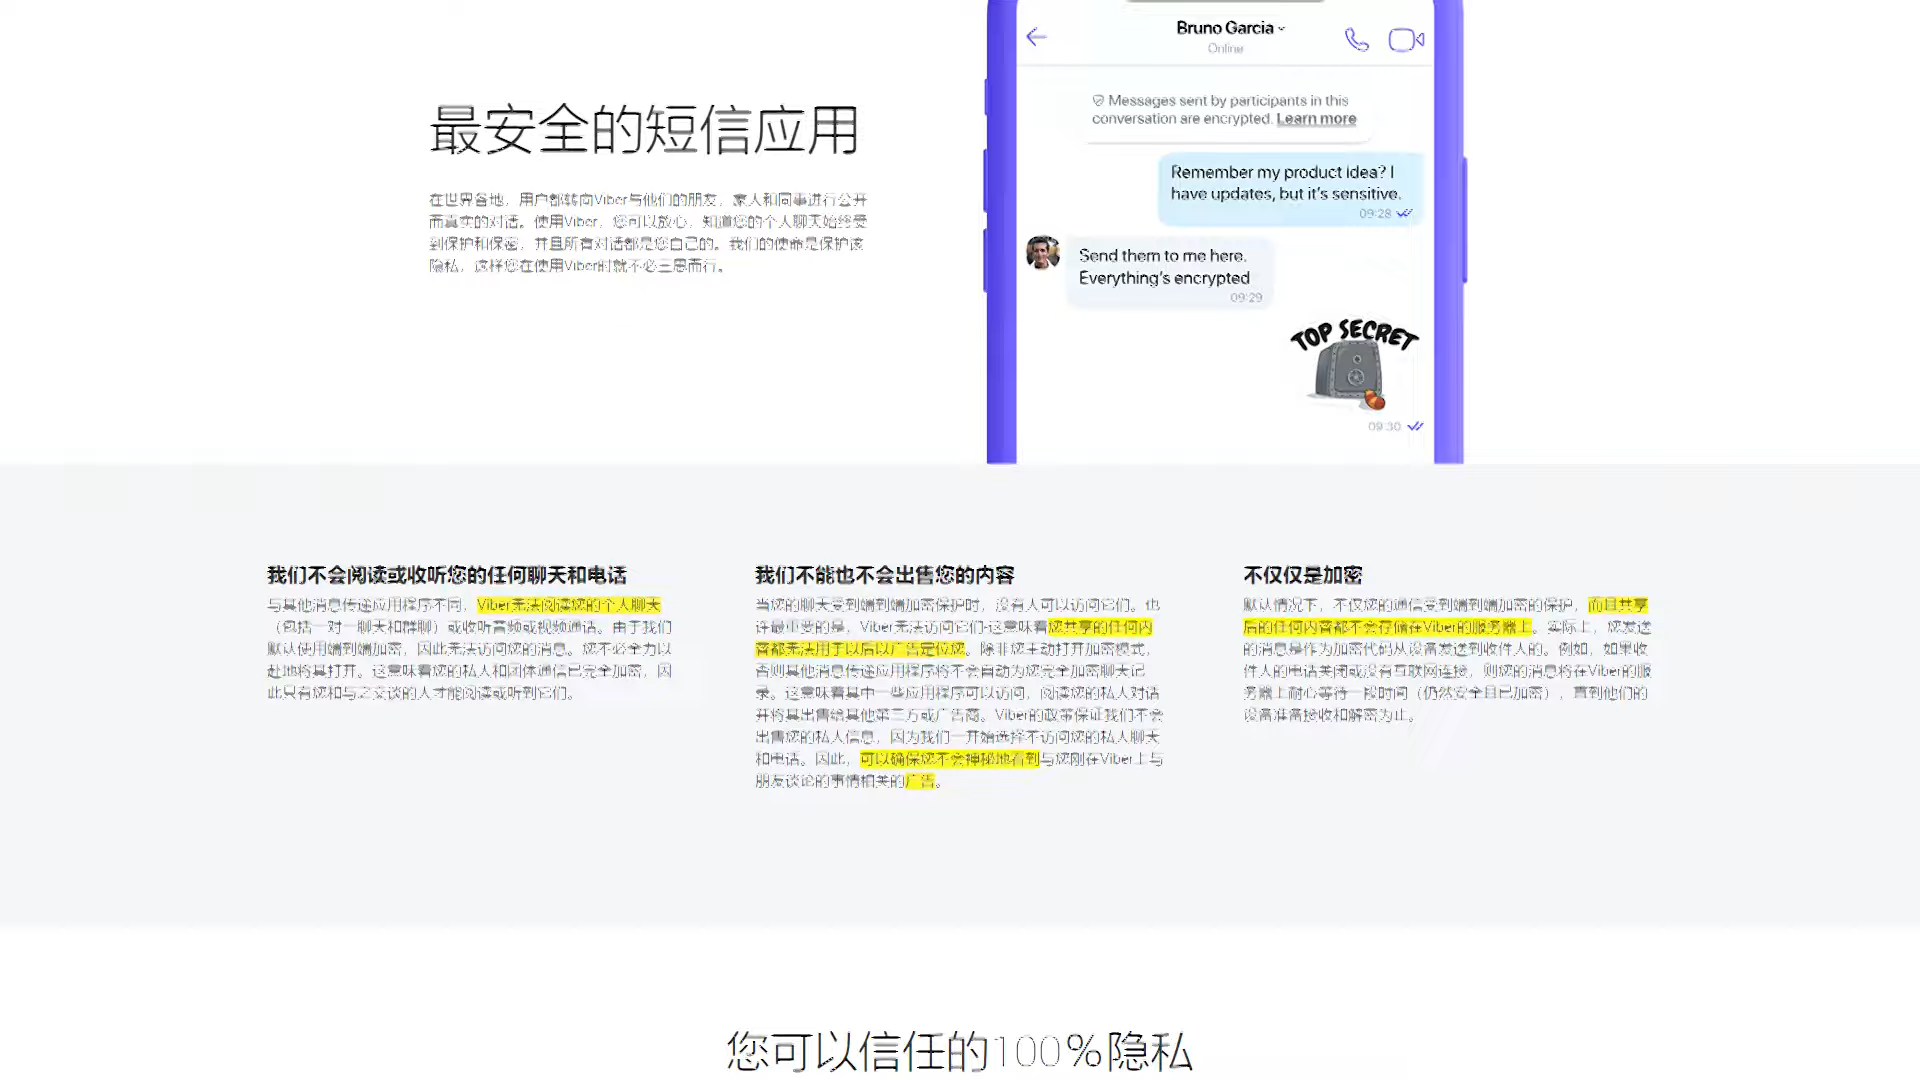 最安全的短信应用
在世界各地，用户都转向Viber与他们的朋友，家人和同事进行公开
而真实的对话。使用Viber，您可以放心，知道您的个人聊天始终受
到保护和保密，并且所有对话都是您自己的。我们的使命是保护该
隐私，这样您在使用Viber时就不必三思而行。
Bruno Garcia
Online
Messages sent by participants in this
conversation are encrypted. Learn more
Remember my product idea? I
have updates, but it's sensitive.
09:28
Send them to me here.
Everything's encrypted
09:29
TOP SECRET
09:30
我们不会阅读或收听您的任何聊天和电话
与其他消息传递应用程序不同，Viber无法阅读您的个人聊天
（包括一对一聊天和群聊）或收听音频或视频通话。由于我们
默认使用端到端加密，因此无法访问您的消息。您不必全力以
赴地将其打开。这意味着您的私人和团体通信已完全加密，因
此只有您和与之交谈的人才能阅读或听到它们。
我们不能也不会出售您的内容
当您的聊天受到端到端加密保护时，没有人可以访问它们。也
许最重要的是，Viber无法访问它们-这意味着您共享的任何内
容都无法用于以后以广告定位您。除非您主动打开加密模式，
否则其他消息传递应用程序将不会自动为您完全加密聊天记
录。这意味着其中一些应用程序可以访问，阅读您的私人对话
并将其出售给其他第三方或广告商。Viber的政策保证我们不会
出售您的私人信息，因为我们一开始选择不访问您的私人聊天
和电话。因此，可以确保您不会神秘地看到与您刚在Viber上与
朋友谈论的事情相关的广告。
不仅仅是加密
默认情况下，不仅您的通信受到端到端加密的保护，而且共享
后的任何内容都不会存储在Viber的服务器上。实际上，您发送
的消息是作为加密代码从设备发送到收件人的。例如，如果收
件人的电话关闭或没有互联网连接，则您的消息将在Viber的服
务器上耐心等待一段时间（仍然安全且已加密），直到他们的
设备准备接收和解密为止。
您可以信任的100％隐私